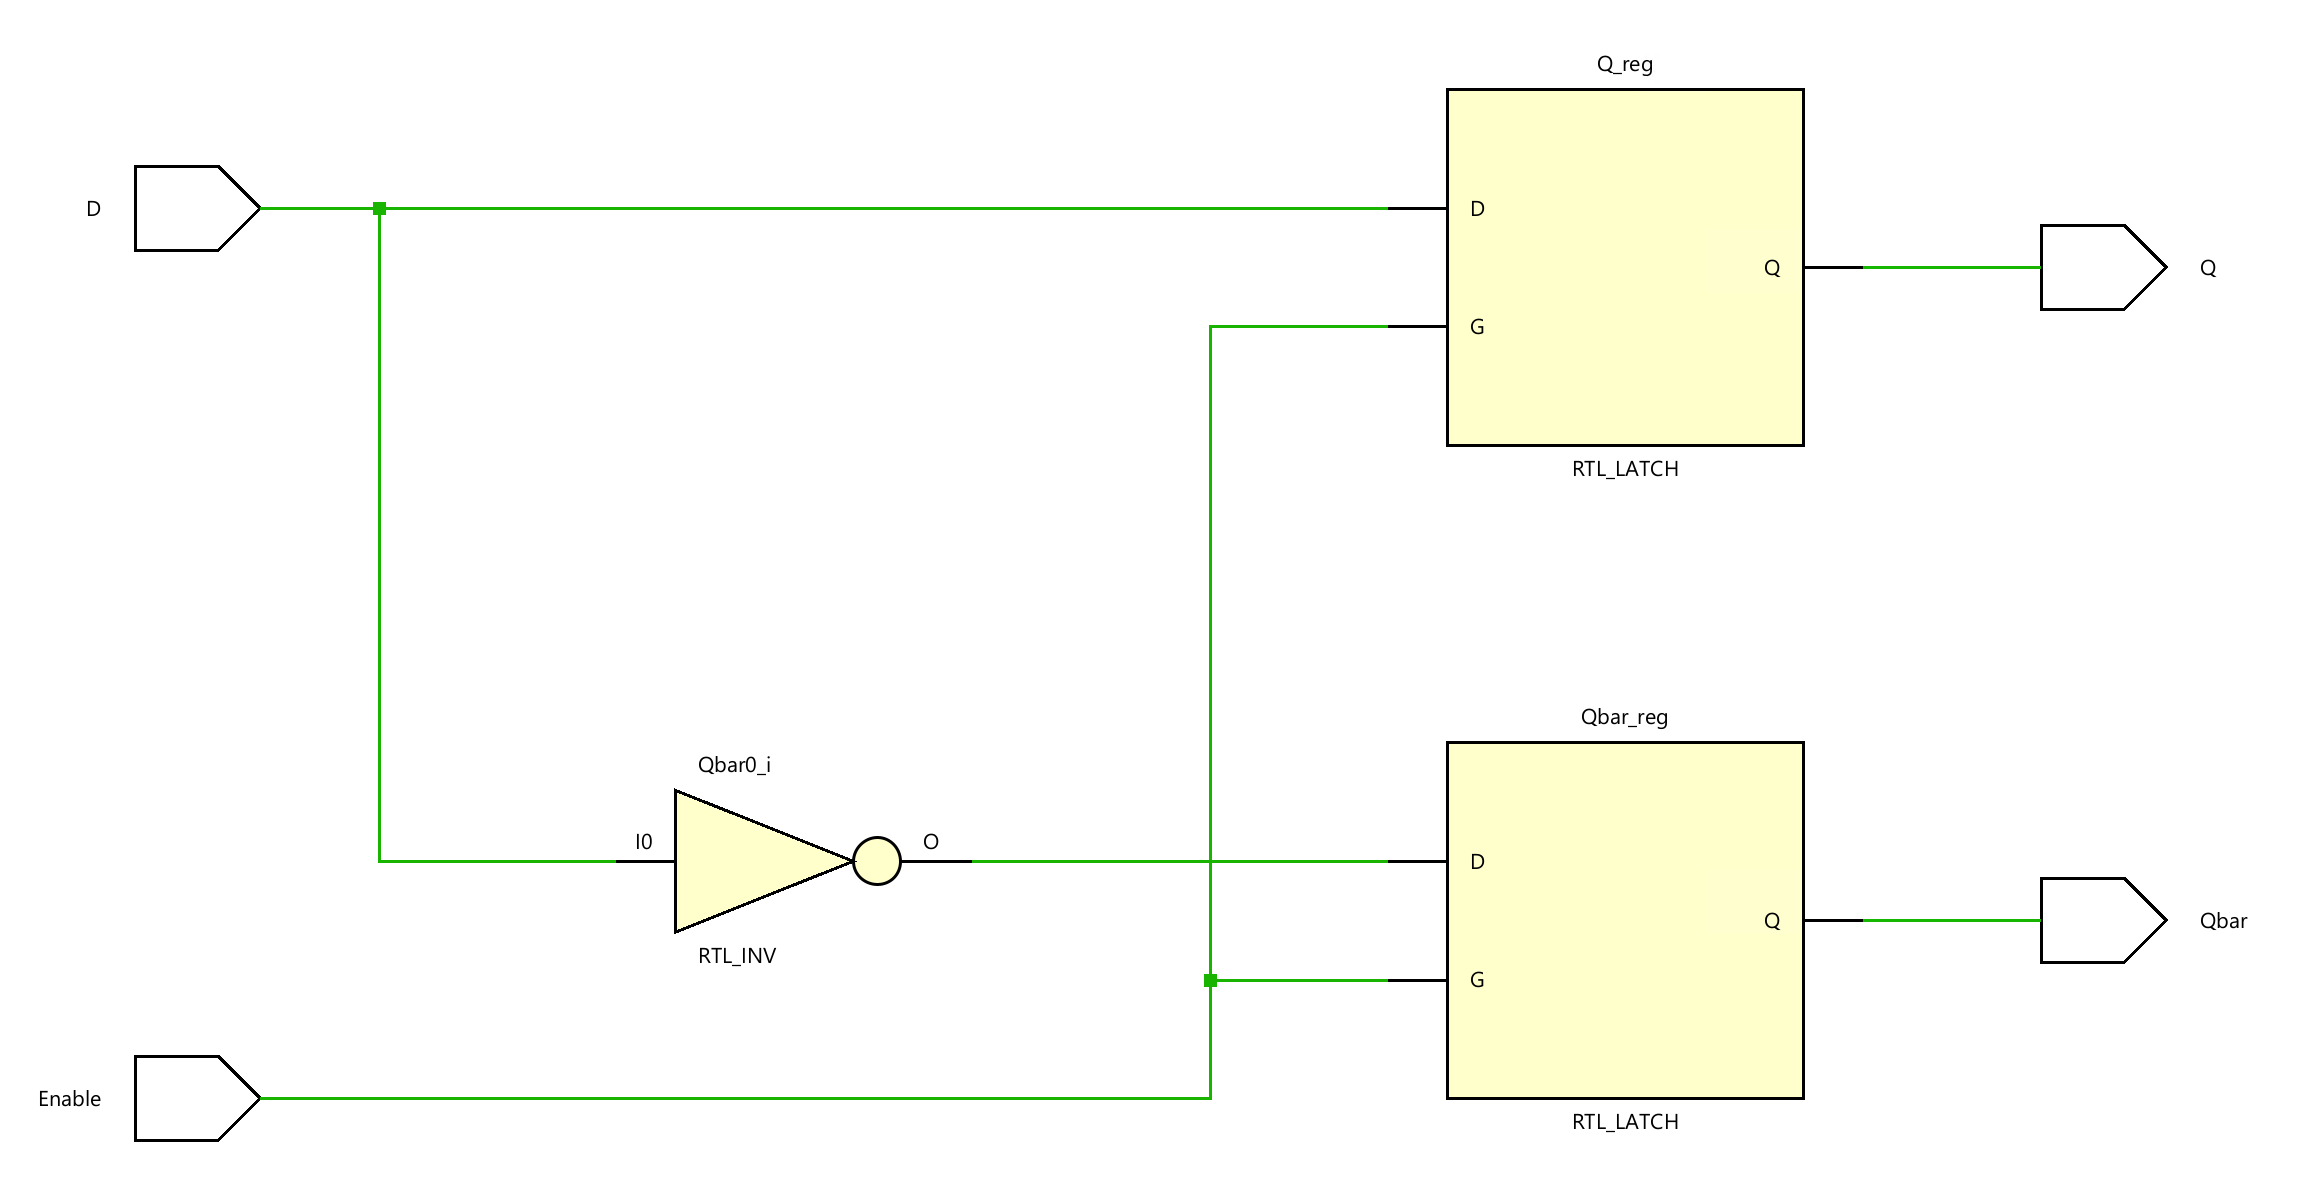 Q_reg
D
D
Q
Q
G
RTL_LATCH
Qbar_reg
Qbar0_i
I0
O
D
Q
Qbar
RTL_INV
G
Enable
RTL_LATCH